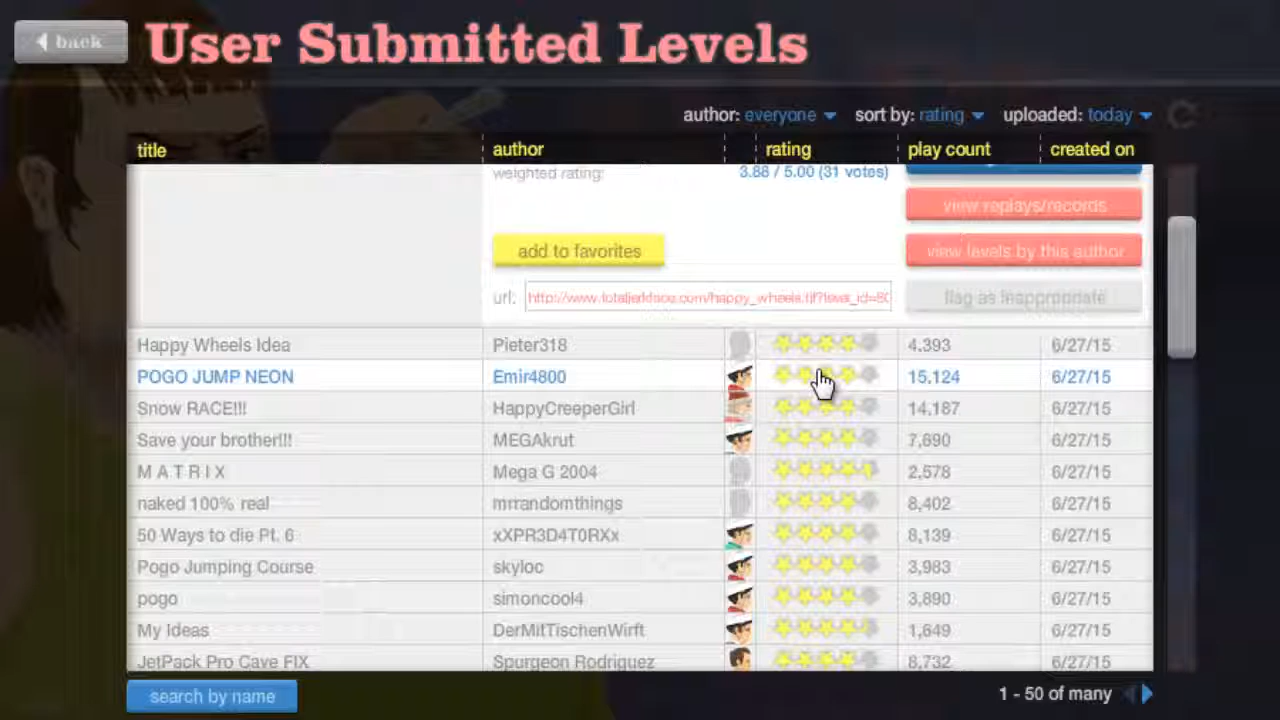 back
User Submitted Levels
author: everyone sort by: rating uploaded: today
title author rating play count created on
weighted rating: 3.88 / 5.00 (31 votes)
view replays/records
add to favorites view levels by this author
url: flag as inappropriate
Happy Wheels Idea Pieter318 4,393 6/27/15
POGO JUMP NEON Emir4800 15,124 6/27/15
Snow RACE!!! HappyCreeperGirl 14,187 6/27/15
Save your brother!!! MEGAkrut 7,690 6/27/15
M A T R I X Mega G 2004 2,578 6/27/15
naked 100% real mrrandomthings 8,402 6/27/15
50 Ways to die Pt. 6 xXPR3D4T0RXx 8,139 6/27/15
Pogo Jumping Course skyloc 3,983 6/27/15
pogo simoncool4 3,890 6/27/15
My Ideas DerMitTischenWirft 1,649 6/27/15
JetPack Pro Cave FIX Spurgeon Rodriguez 8,732 6/27/15
search by name 1 - 50 of many